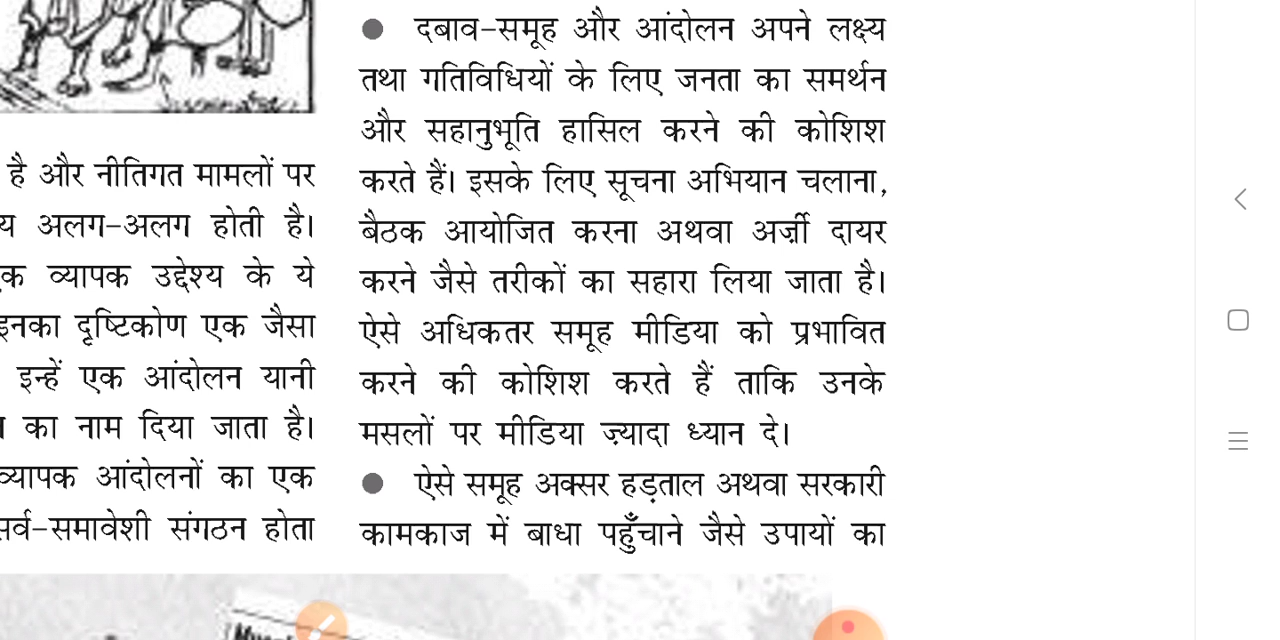 है और नीतिगत मामलों पर
अलग-अलग होती है।
व्यापक उद्देश्य के ये
इनका दृष्टिकोण एक जैसा
इन्हें एक आंदोलन यानी
का नाम दिया जाता है।
व्यापक आंदोलनों का एक
सर्व-समावेशी संगठन होता
● दबाव-समूह और आंदोलन अपने लक्ष्य
तथा गतिविधियों के लिए जनता का समर्थन
और सहानुभूति हासिल करने की कोशिश
करते हैं। इसके लिए सूचना अभियान चलाना,
बैठक आयोजित करना अथवा अर्ज़ी दायर
करने जैसे तरीकों का सहारा लिया जाता है।
ऐसे अधिकतर समूह मीडिया को प्रभावित
करने की कोशिश करते हैं ताकि उनके
मसलों पर मीडिया ज़्यादा ध्यान दे।
● ऐसे समूह अक्सर हड़ताल अथवा सरकारी
कामकाज में बाधा पहुँचाने जैसे उपायों का